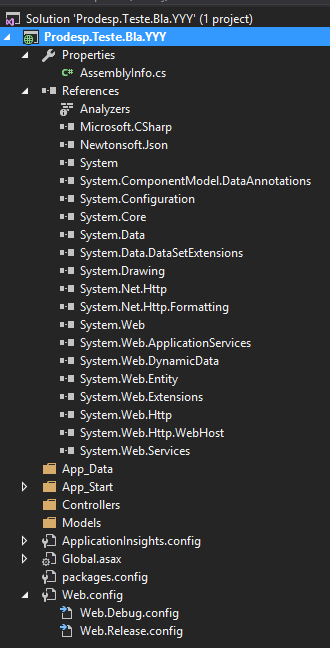 Solution 'Prodesp.Teste.Bla.YYY' (1 project)
Prodesp.Teste.Bla.YYY
Properties
C# AssemblyInfo.cs
References
Analyzers
Microsoft.CSharp
Newtonsoft.Json
System
System.ComponentModel.DataAnnotations
System.Configuration
System.Core
System.Data
System.Data.DataSetExtensions
System.Drawing
System.Net.Http
System.Net.Http.Formatting
System.Web
System.Web.ApplicationServices
System.Web.DynamicData
System.Web.Entity
System.Web.Extensions
System.Web.Http
System.Web.Http.WebHost
System.Web.Services
App_Data
App_Start
Controllers
Models
ApplicationInsights.config
Global.asax
packages.config
Web.config
Web.Debug.config
Web.Release.config